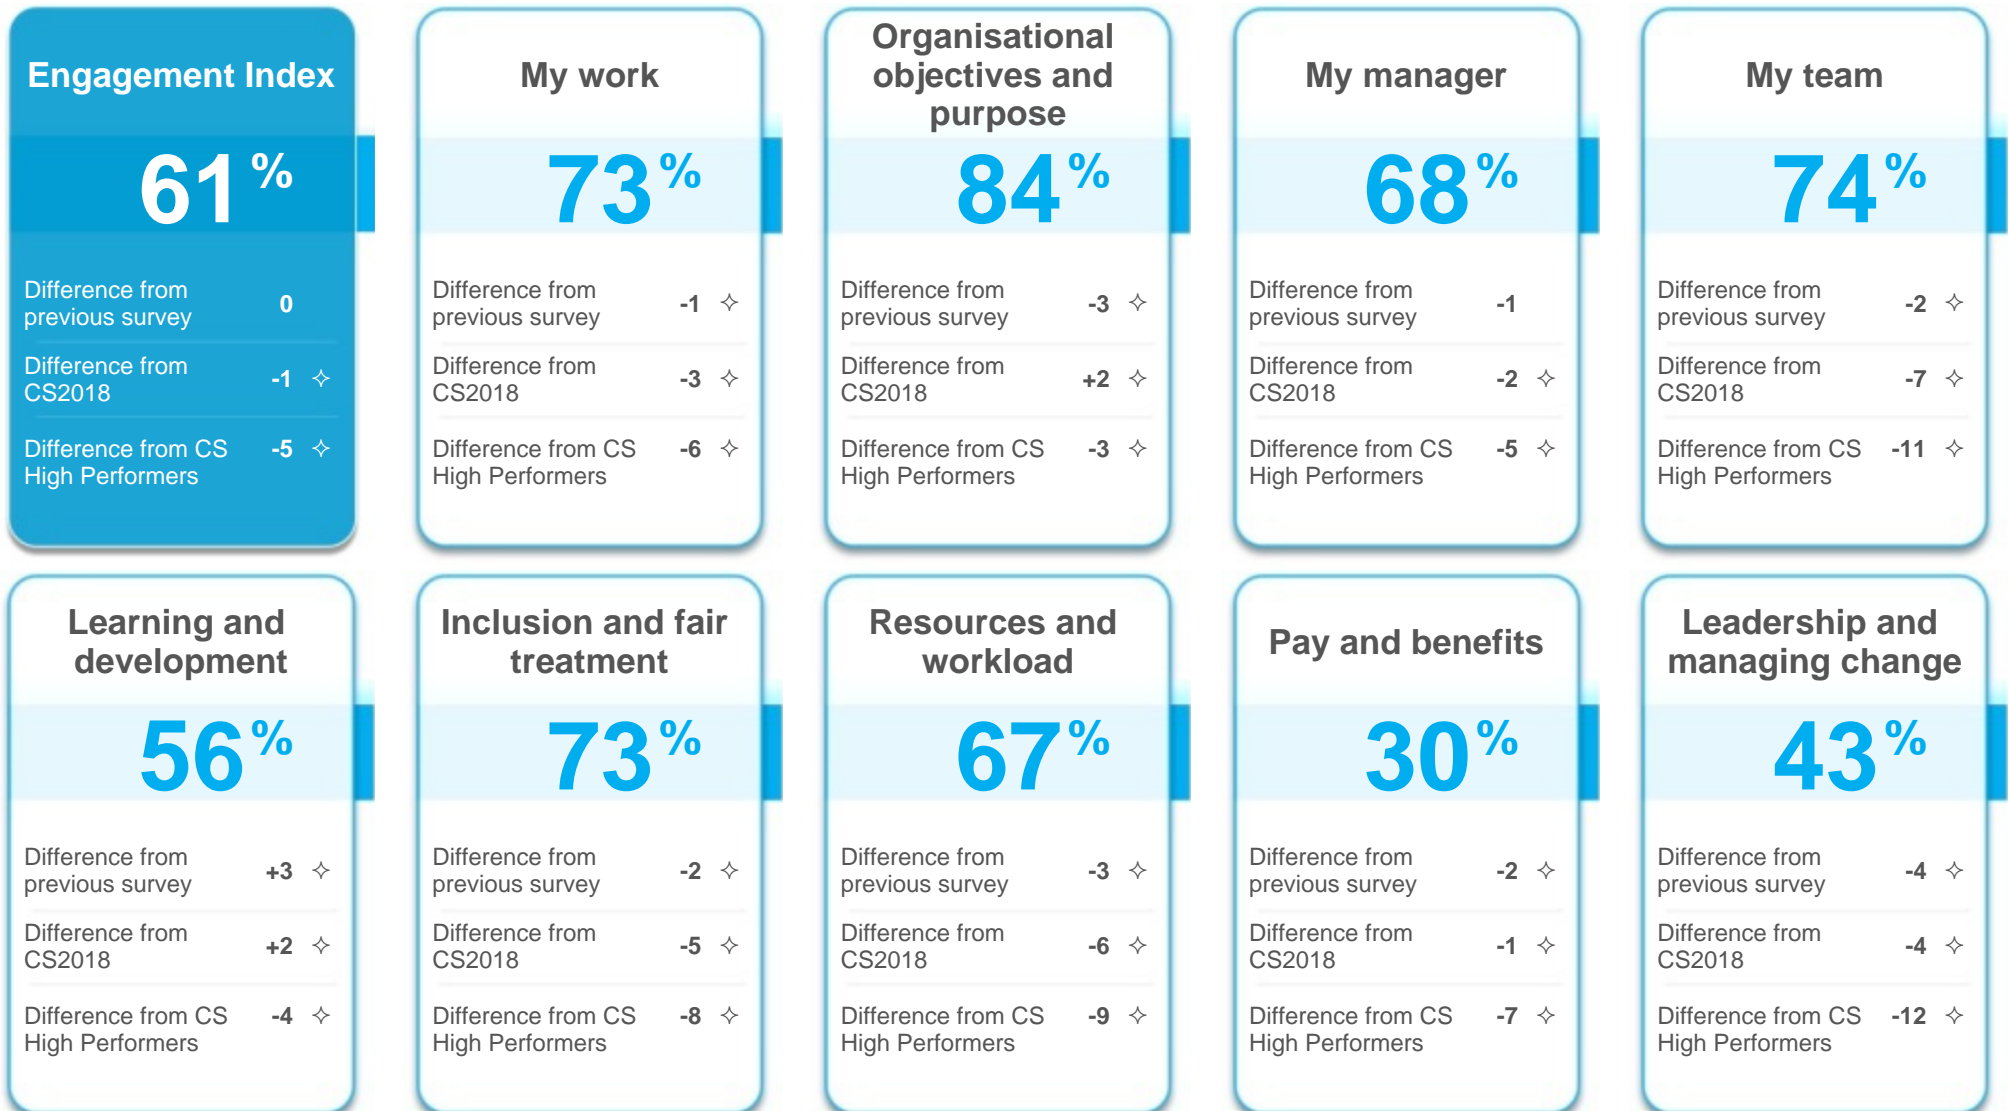 Engagement Index
61%
Difference from
previous survey
0
Difference from
CS2018
-1 ✧
Difference from CS
High Performers
-5 ✧
My work
73%
Difference from
previous survey
-1 ✧
Difference from
CS2018
-3 ✧
Difference from CS
High Performers
-6 ✧
Organisational
objectives and
purpose
84%
Difference from
previous survey
-3 ✧
Difference from
CS2018
+2 ✧
Difference from CS
High Performers
-3 ✧
My manager
68%
Difference from
previous survey
-1
Difference from
CS2018
-2 ✧
Difference from CS
High Performers
-5 ✧
My team
74%
Difference from
previous survey
-2 ✧
Difference from
CS2018
-7 ✧
Difference from CS
High Performers
-11 ✧
Learning and
development
56%
Difference from
previous survey
+3 ✧
Difference from
CS2018
+2 ✧
Difference from CS
High Performers
-4 ✧
Inclusion and fair
treatment
73%
Difference from
previous survey
-2 ✧
Difference from
CS2018
-5 ✧
Difference from CS
High Performers
-8 ✧
Resources and
workload
67%
Difference from
previous survey
-3 ✧
Difference from
CS2018
-6 ✧
Difference from CS
High Performers
-9 ✧
Pay and benefits
30%
Difference from
previous survey
-2 ✧
Difference from
CS2018
-1 ✧
Difference from CS
High Performers
-7 ✧
Leadership and
managing change
43%
Difference from
previous survey
-4 ✧
Difference from
CS2018
-4 ✧
Difference from CS
High Performers
-12 ✧